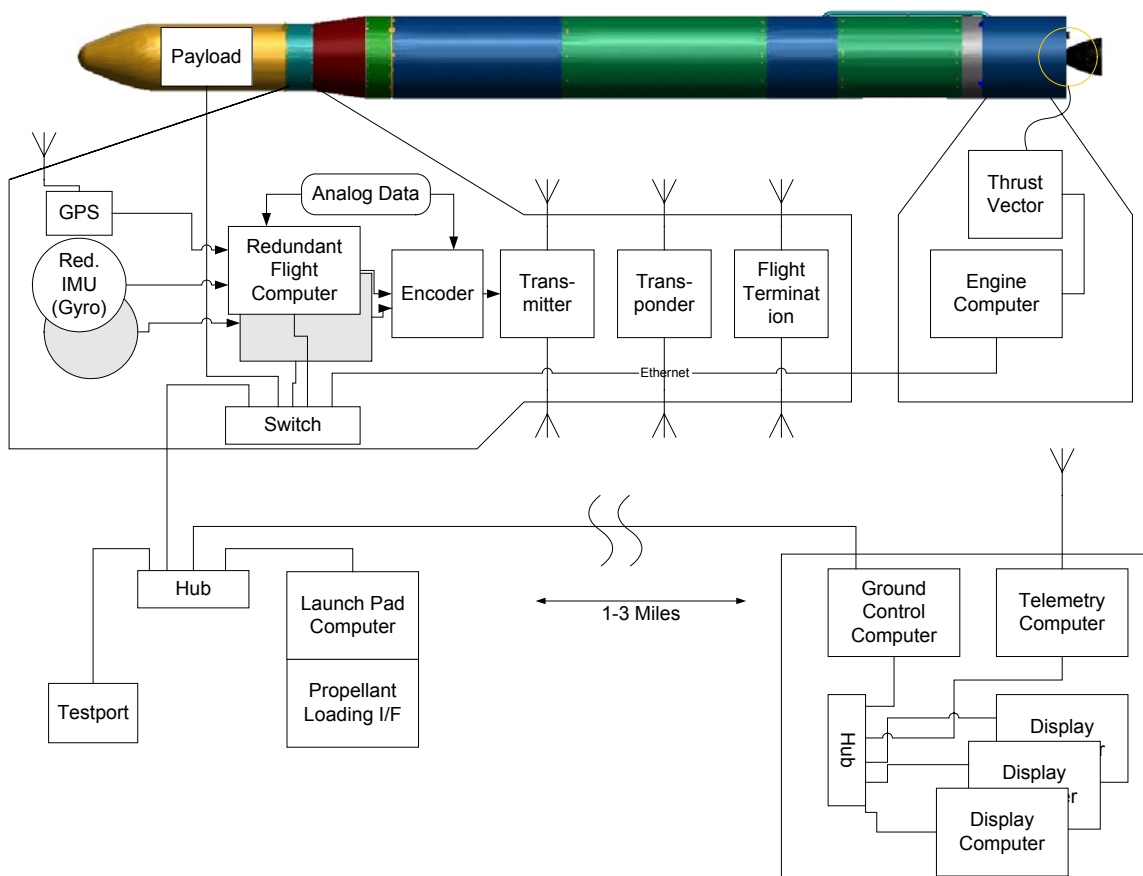 Payload
Analog Data
GPS
Redundant
Flight
Computer
Red.
IMU
(Gyro)
Encoder
Trans-
mitter
Trans-
ponder
Flight
Terminat
ion
Thrust
Vector
Engine
Computer
Ethernet
Switch
Hub
Launch Pad
Computer
Propellant
Loading I/F
Testport
1-3 Miles
Ground
Control
Computer
Telemetry
Computer
Hub
Display
Display
Display
Computer